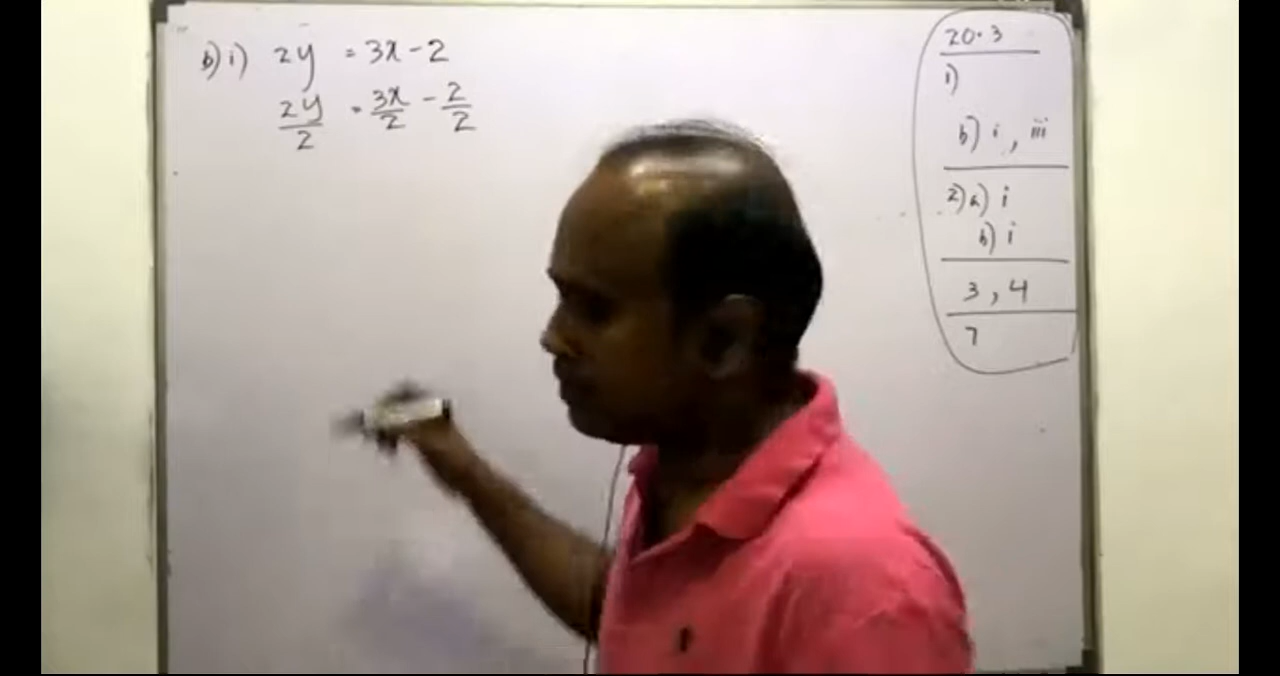 b) i) 2y = 3x - 2
2y/2 = 3x/2 - 2/2
20.3
1)
b) i, iii
2) a) i
b) i
3, 4
7